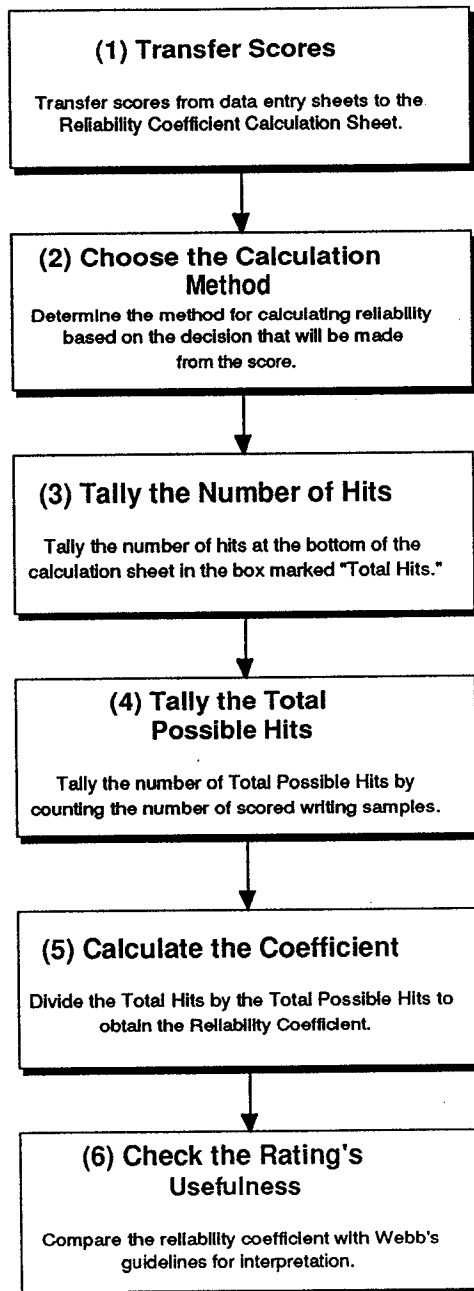 (1) Transfer Scores
Transfer scores from data entry sheets to the
Reliability Coefficient Calculation Sheet.
(2) Choose the Calculation
Method
Determine the method for calculating reliability
based on the decision that will be made
from the score.
(3) Tally the Number of Hits
Tally the number of hits at the bottom of the
calculation sheet in the box marked "Total Hits."
(4) Tally the Total
Possible Hits
Tally the number of Total Possible Hits by
counting the number of scored writing samples.
(5) Calculate the Coefficient
Divide the Total Hits by the Total Possible Hits to
obtain the Reliability Coefficient.
(6) Check the Rating's
Usefulness
Compare the reliability coefficient with Webb's
guidelines for interpretation.